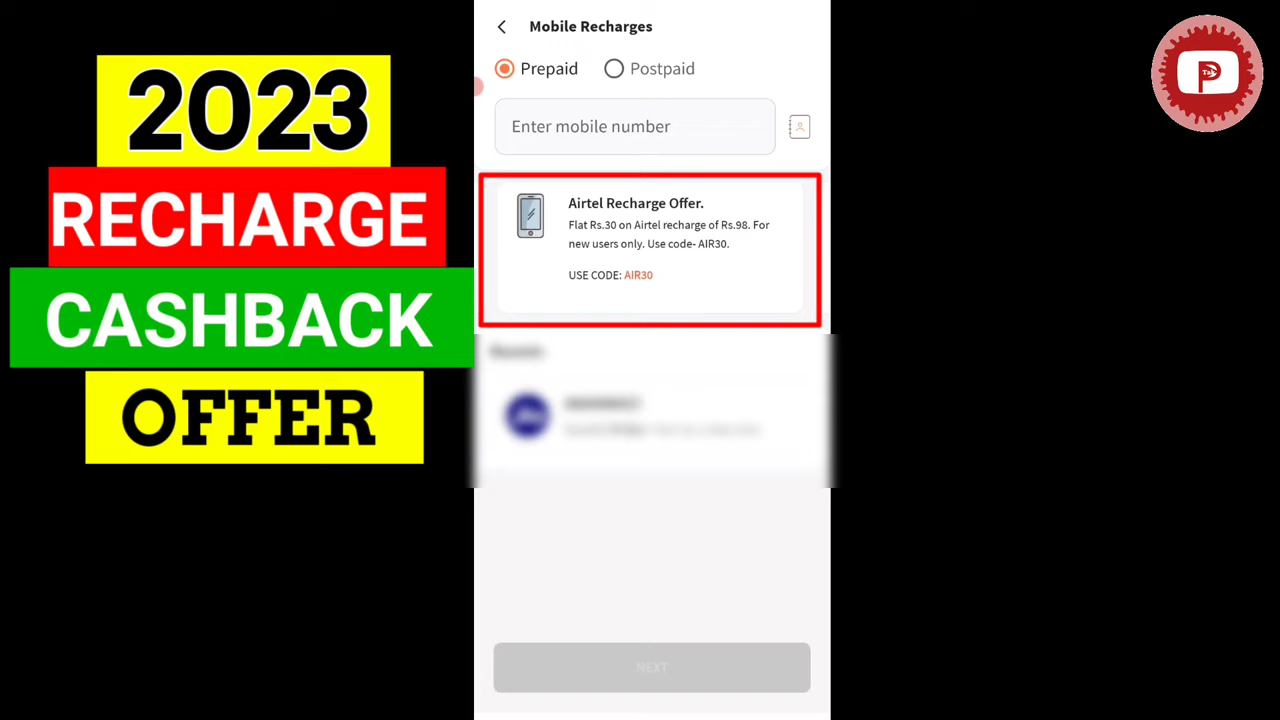 2023
RECHARGE
CASHBACK
OFFER
Mobile Recharges
Prepaid
Postpaid
Enter mobile number
Airtel Recharge Offer.
Flat Rs.30 on Airtel recharge of Rs.98. For
new users only. Use code- AIR30.
USE CODE: AIR30
NEXT